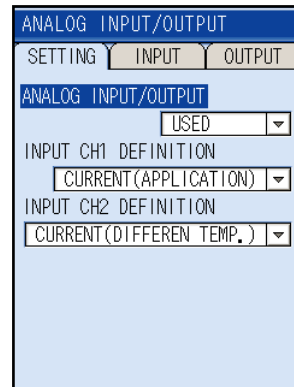 ANALOG INPUT/OUTPUT
SETTING INPUT OUTPUT
ANALOG INPUT/OUTPUT
USED
INPUT CH1 DEFINITION
CURRENT(APPLICATION)
INPUT CH2 DEFINITION
CURRENT(DIFFEREN TEMP.)